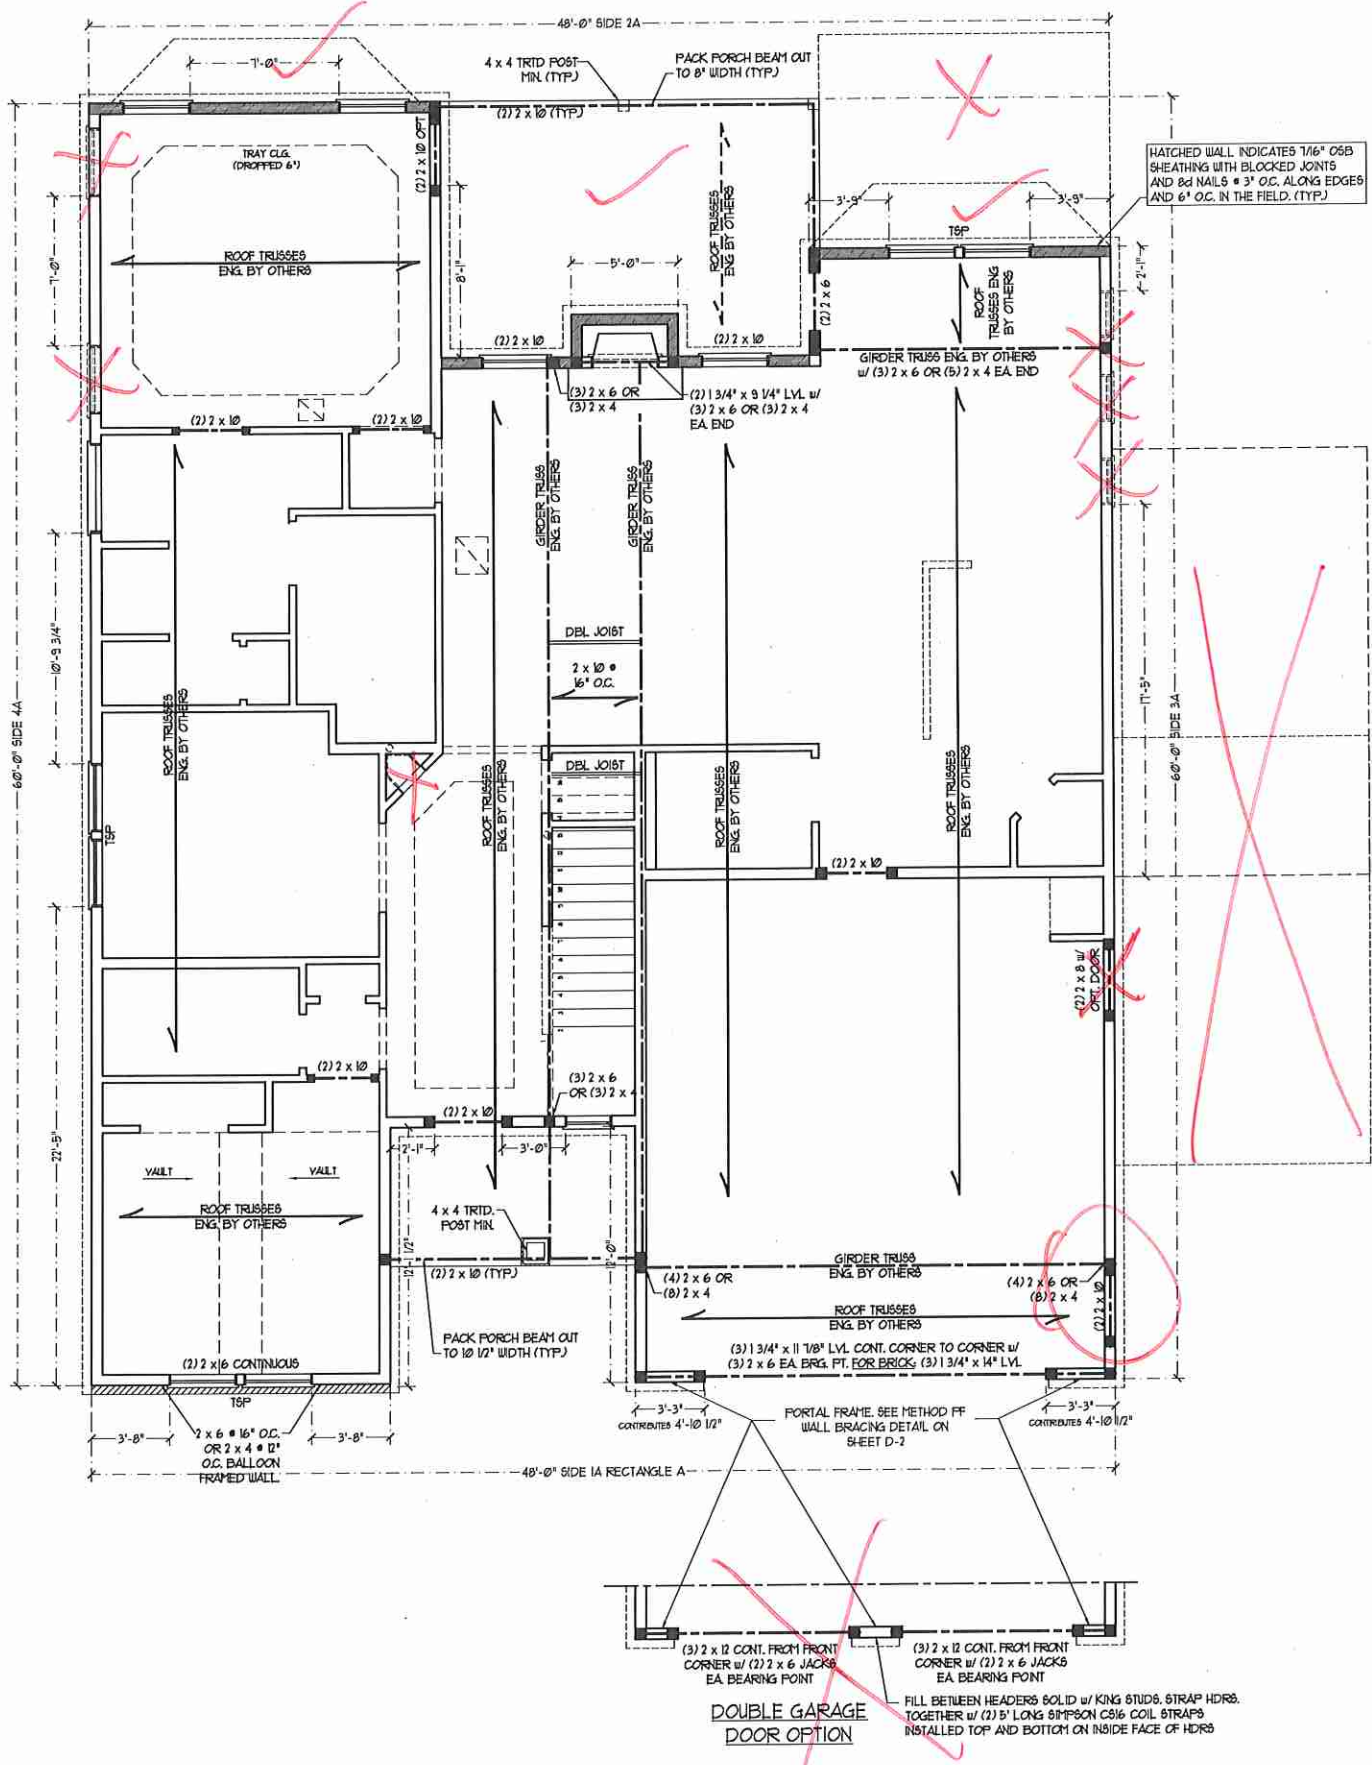 48'-0" SIDE 2A
7'-0"
4 x 4 TRTD POST
MIN. (TYP.)
PACK PORCH BEAM OUT
TO 8" WIDTH (TYP.)
(2) 2 x 10 (TYP.)
HATCHED WALL INDICATES 7/16" OSB
SHEATHING WITH BLOCKED JOINTS
AND 8d NAILS @ 3" O.C. ALONG EDGES
AND 6" O.C. IN THE FIELD. (TYP.)
TRAY CLG.
(DROPPED 6")
(2) 2 x 10 OPT
3'-9"
3'-9"
TSP
ROOF TRUSSES
ENG. BY OTHERS
7'-0"
8'-1"
5'-0"
ROOF TRUSSES
ENG. BY OTHERS
(2) 2 x 6
ROOF
TRUSSES ENG
BY OTHERS
2'-1"
(2) 2 x 10
(2) 2 x 10
GIRDER TRUSS ENG. BY OTHERS
w/ (3) 2 x 6 OR (5) 2 x 4 EA. END
(3) 2 x 6 OR
(3) 2 x 4
(2) 1 3/4" x 9 1/4" LVL w/
(3) 2 x 6 OR (3) 2 x 4
EA. END
(2) 2 x 10
(2) 2 x 10
GIRDER TRUSS
ENG. BY OTHERS
GIRDER TRUSS
ENG. BY OTHERS
ROOF TRUSSES
ENG. BY OTHERS
ROOF TRUSSES
ENG. BY OTHERS
ROOF TRUSSES
ENG. BY OTHERS
ROOF TRUSSES
ENG. BY OTHERS
60'-0" SIDE 4A
10'-9 3/4"
DBL JOIST
2 x 10 @
16" O.C.
DBL JOIST
17'-5"
60'-0" SIDE 3A
TSP
(2) 2 x 10
(2) 2 x 8 w/
OPT. DOOR
22'-5"
(2) 2 x 10
(3) 2 x 6
OR (3) 2 x 4
(2) 2 x 10
2'-1"
3'-0"
VAULT
VAULT
ROOF TRUSSES
ENG. BY OTHERS
4 x 4 TRTD.
POST MIN.
12'-11 1/2"
12'-0"
(2) 2 x 10 (TYP.)
GIRDER TRUSS
ENG. BY OTHERS
(4) 2 x 6 OR
(8) 2 x 4
(4) 2 x 6 OR
(8) 2 x 4
(2) 2 x 10
ROOF TRUSSES
ENG. BY OTHERS
PACK PORCH BEAM OUT
TO 10 1/2" WIDTH (TYP.)
(3) 1 3/4" x 11 7/8" LVL CONT. CORNER TO CORNER w/
(3) 2 x 6 EA. BRG. PT. FOR BRICK: (3) 1 3/4" x 14" LVL
(2) 2 x 6 CONTINUOUS
TSP
3'-8"
2 x 6 @ 16" O.C.
OR 2 x 4 @ 12"
O.C. BALLOON
FRAMED WALL
3'-8"
3'-3"
CONTRIBUTES 4'-10 1/2"
PORTAL FRAME. SEE METHOD PF
WALL BRACING DETAIL ON
SHEET D-2
3'-3"
CONTRIBUTES 4'-10 1/2"
48'-0" SIDE 1A RECTANGLE A
(3) 2 x 12 CONT. FROM FRONT
CORNER w/ (2) 2 x 6 JACKS
EA. BEARING POINT
(3) 2 x 12 CONT. FROM FRONT
CORNER w/ (2) 2 x 6 JACKS
EA. BEARING POINT
DOUBLE GARAGE
DOOR OPTION
FILL BETWEEN HEADERS SOLID w/ KING STUDS. STRAP HDRS.
TOGETHER w/ (2) 5' LONG SIMPSON CS16 COIL STRAPS
INSTALLED TOP AND BOTTOM ON INSIDE FACE OF HDRS